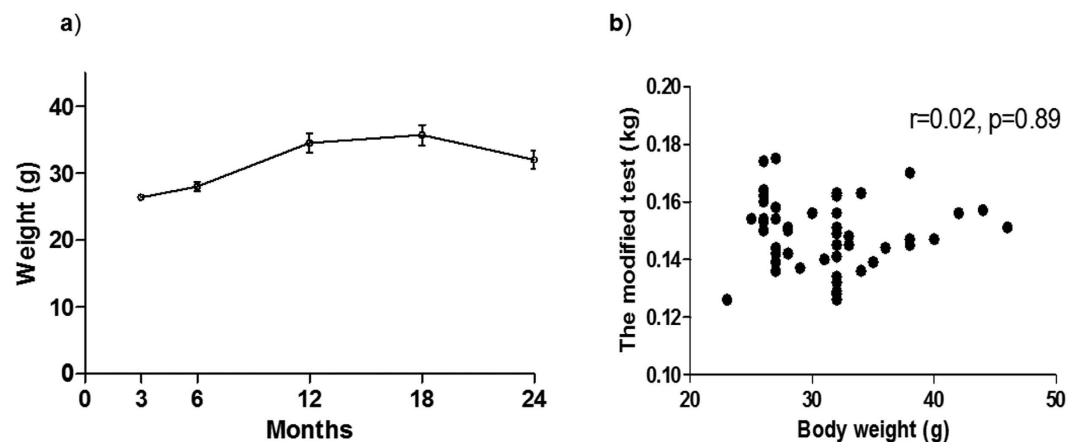 a)
Weight (g)
40
30
20
10
0
0 3 6 12 18 24
Months
b)
The modified test (kg)
0.20
0.18
0.16
0.14
0.12
0.10
r=0.02, p=0.89
20 30 40 50
Body weight (g)